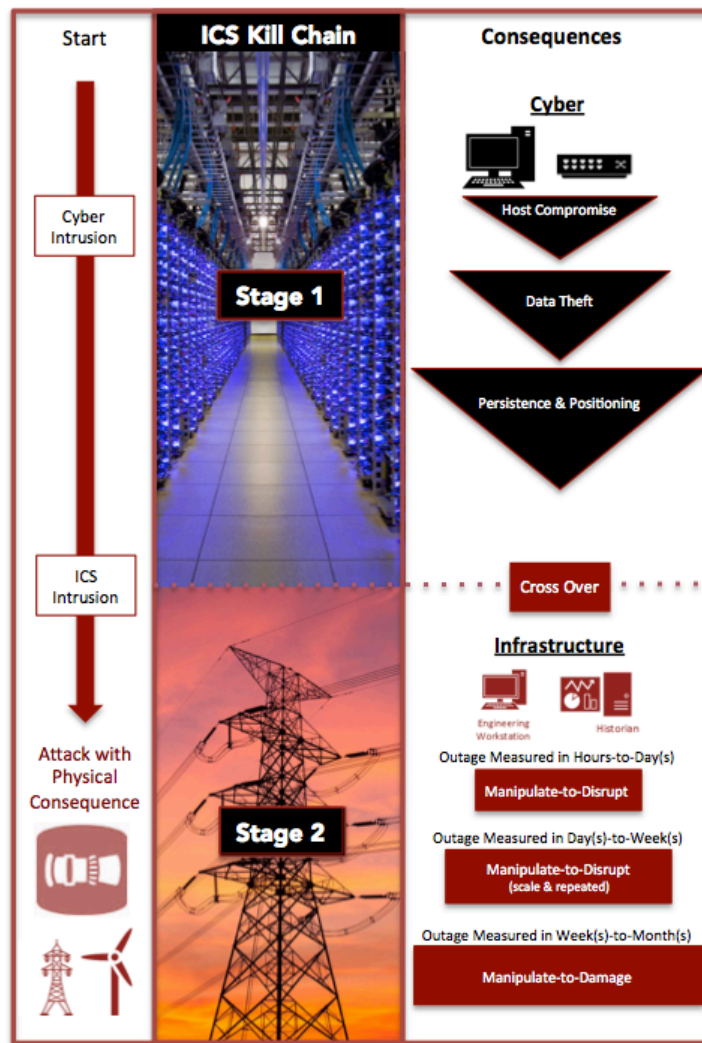 Start
ICS Kill Chain
Consequences
Cyber
Cyber
Intrusion
Host Compromise
Stage 1
Data Theft
Persistence & Positioning
ICS
Intrusion
Cross Over
Infrastructure
Engineering
Workstation
Historian
Attack with
Physical
Consequence
Outage Measured in Hours-to-Day(s)
Manipulate-to-Disrupt
Stage 2
Outage Measured in Day(s)-to-Week(s)
Manipulate-to-Disrupt
(scale & repeated)
Outage Measured in Week(s)-to-Month(s)
Manipulate-to-Damage